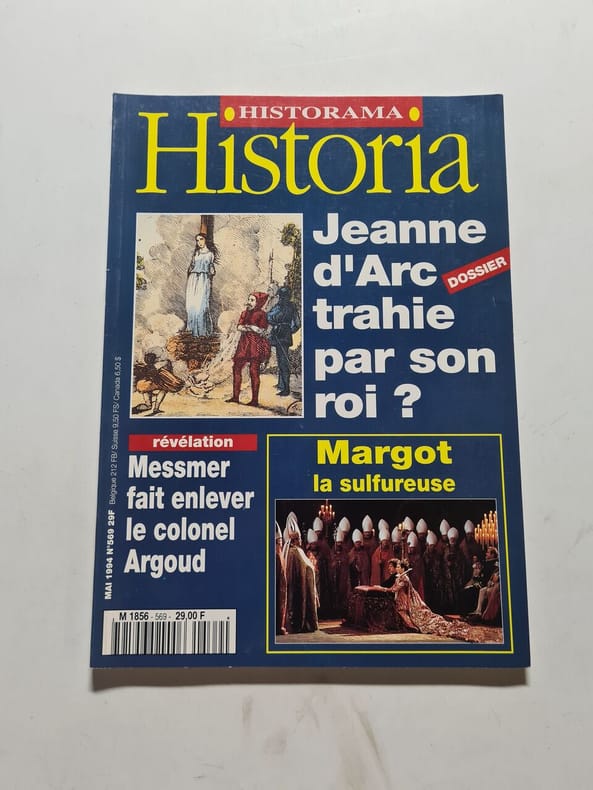 HISTORAMA
Historia
Jeanne
d'Arc
DOSSIER
trahie
par son
roi ?
révélation
Messmer
fait enlever
le colonel
Argoud
Margot
la sulfureuse
MAI 1994 N°569 29F Belgique 212 FB/ Suisse 9,50 FS/ Canada 6,50 $
M 1856 - 569 - 29,00 F